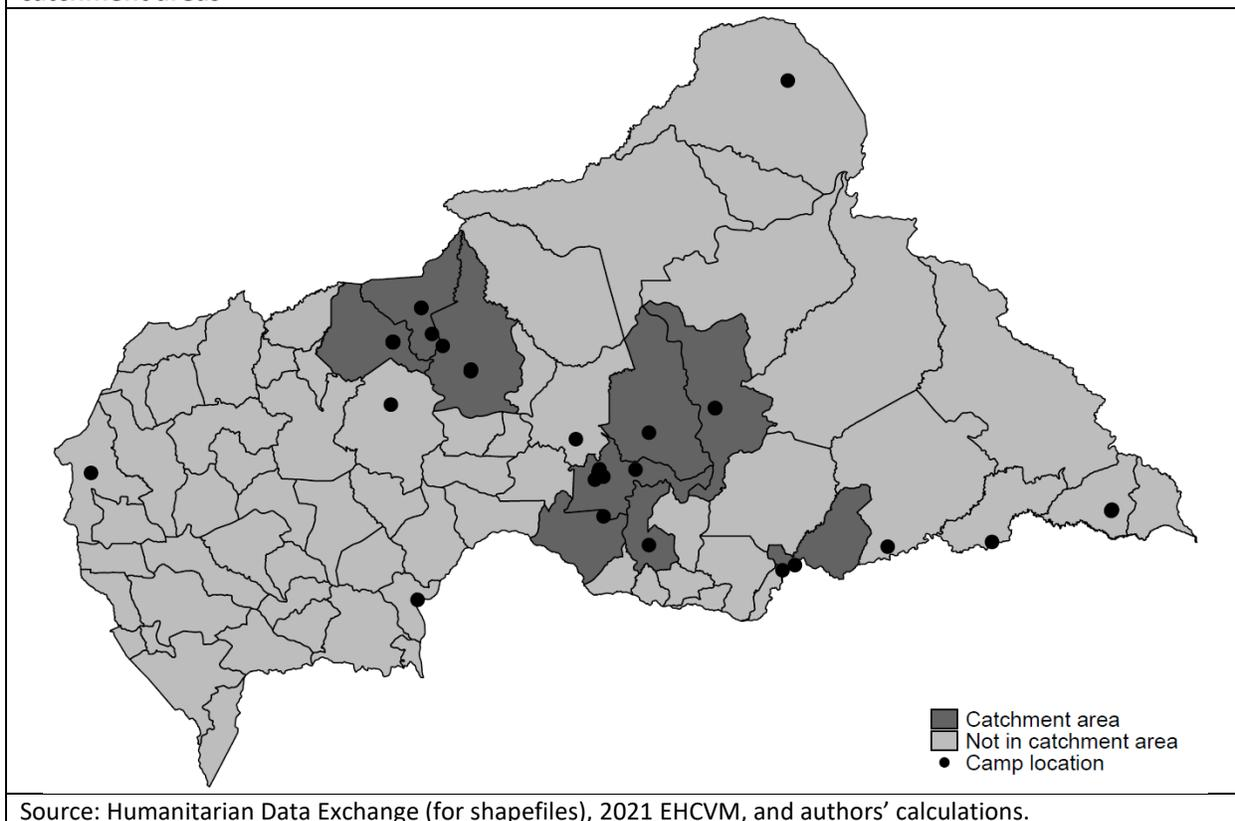 Catchment area
Not in catchment area
Camp location
Source: Humanitarian Data Exchange (for shapefiles), 2021 EHCVM, and authors' calculations.